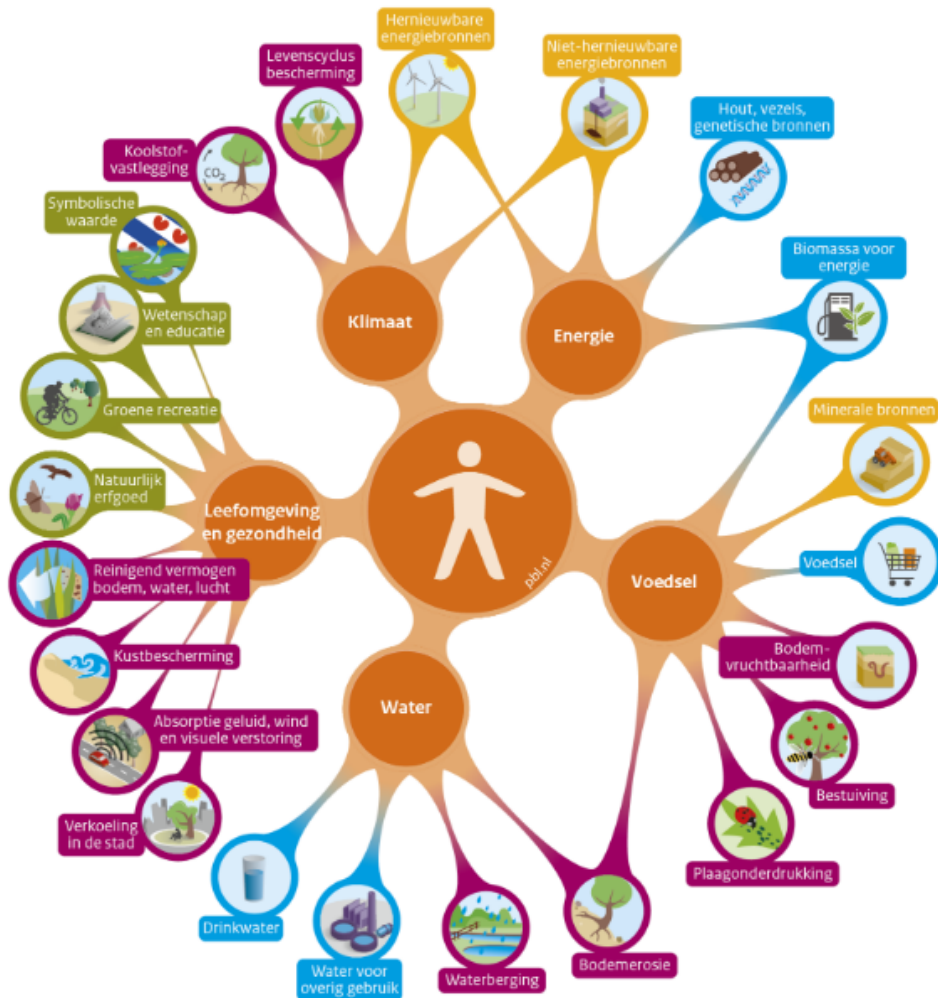 Hernieuwbare
energiebronnen
Niet-hernieuwbare
energiebronnen
Levenscyclus
bescherming
Hout, vezels,
genetische bronnen
Koolstof-
vastlegging
CO2
Symbolische
waarde
Biomassa voor
energie
Wetenschap
en educatie
Klimaat
Energie
Groene recreatie
Minerale bronnen
Natuurlijk
erfgoed
Leefomgeving
en gezondheid
pbl.nl
Voedsel
Voedsel
Reinigend vermogen
bodem, water, lucht
Kustbescherming
Bodem-
vruchtbaarheid
Water
Absorptie geluid, wind
en visuele verstoring
Bestuiving
Verkoeling
in de stad
Plaagonderdrukking
Drinkwater
Water voor
overig gebruik
Waterberging
Bodemerosie